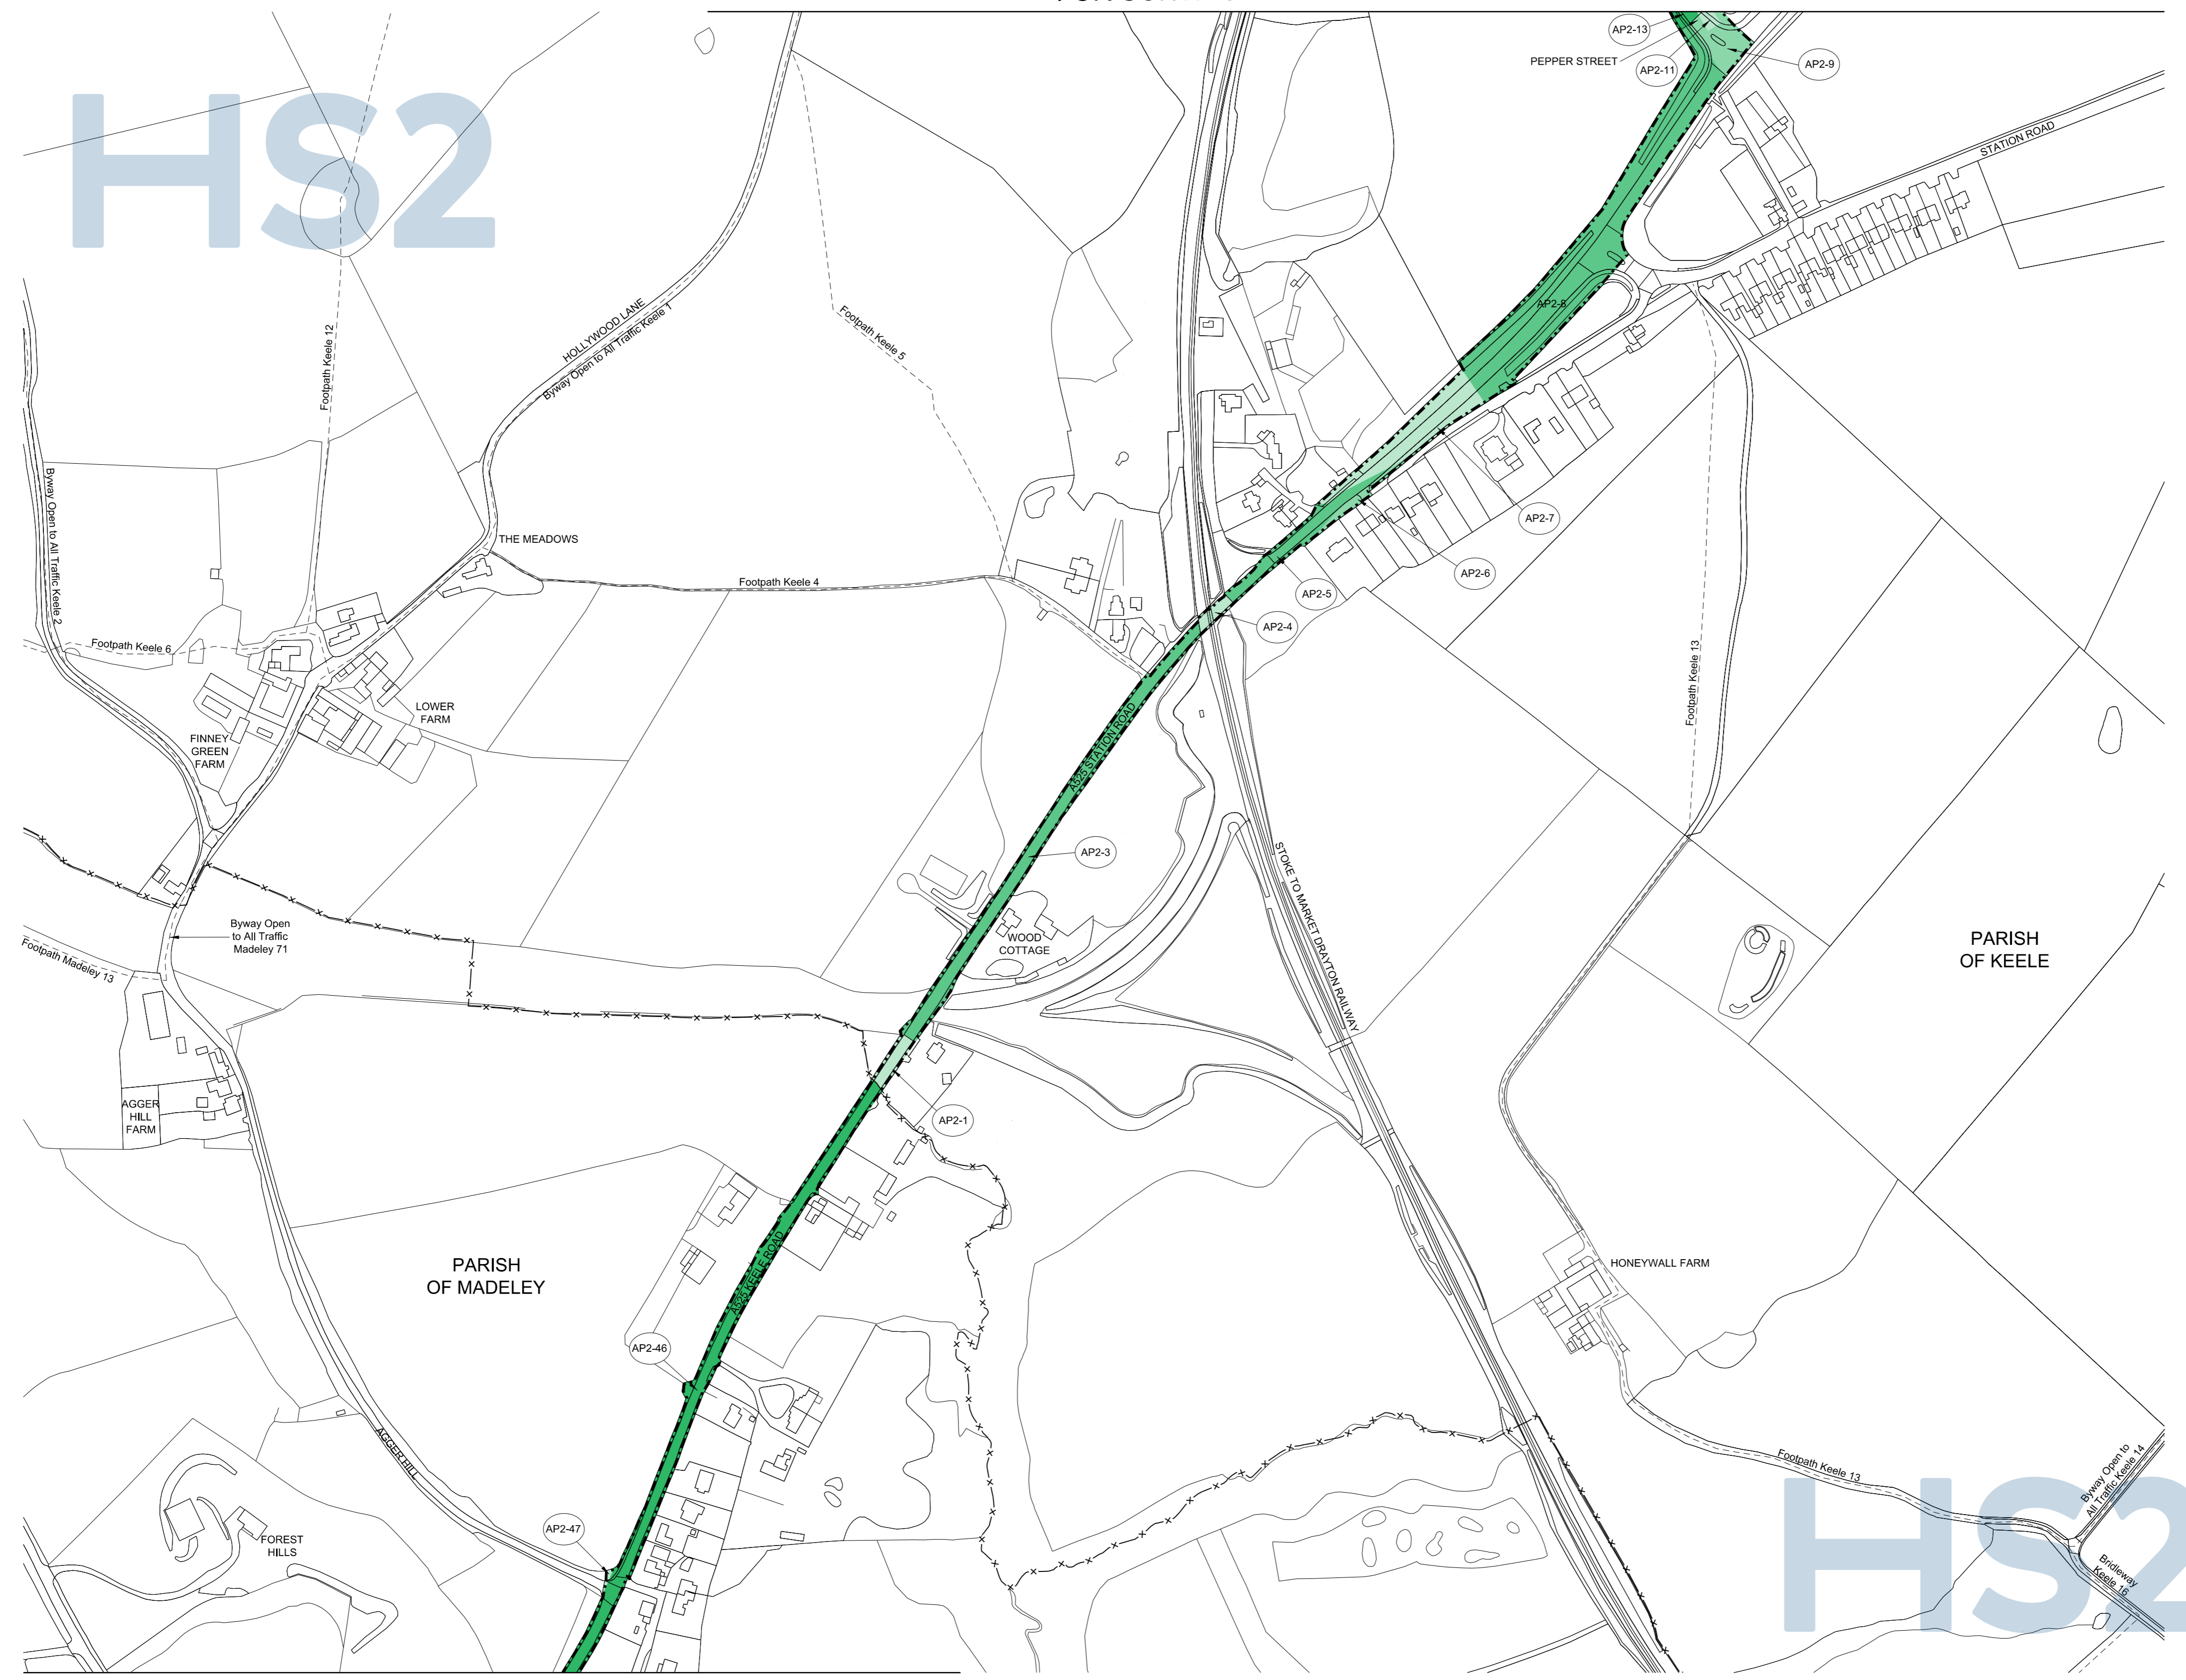 HS2
AP2-13
PEPPER STREET
AP2-11
AP2-9
STATION ROAD
HOLLYWOOD LANE
Byway Open to All Traffic Keele 1
Footpath Keele 12
Footpath Keele 5
AP2-8
Byway Open to All Traffic Keele 2
THE MEADOWS
Footpath Keele 4
AP2-7
AP2-6
AP2-5
AP2-4
Footpath Keele 6
LOWER
FARM
FINNEY
GREEN
FARM
Footpath Keele 13
A525 STATION ROAD
AP2-3
STOKE TO MARKET DRAYTON RAILWAY
Byway Open
to All Traffic
Madeley 71
Footpath Madeley 13
WOOD
COTTAGE
PARISH
OF KEELE
AGGER
HILL
FARM
AP2-1
PARISH
OF MADELEY
A525 KEELE ROAD
HONEYWALL FARM
AP2-46
AGGER HILL
Footpath Keele 13
Byway Open to
All Traffic Keele 14
AP2-47
FOREST
HILLS
Bridleway
Keele 16
HS2